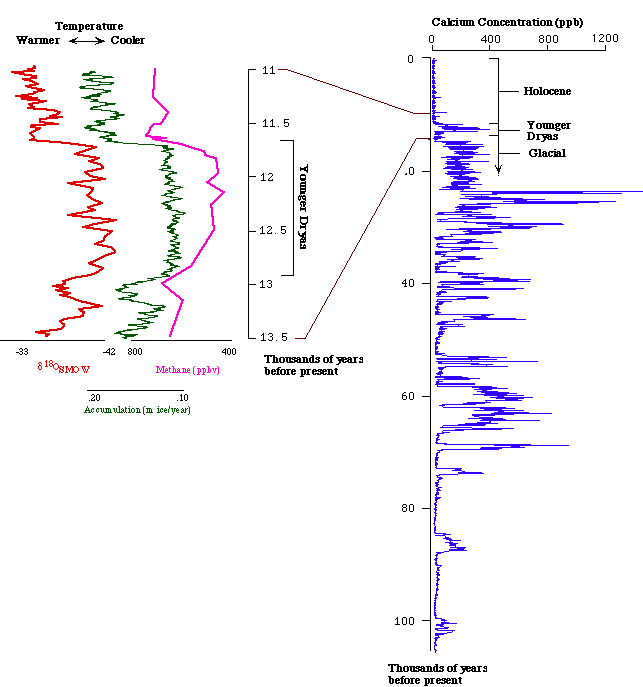 Temperature
Warmer Cooler
-33 -42 800 400
δ18OSMOW
Methane (ppbv)
.20 .10
Accumulation (m ice/year)
11
11.5
12
12.5
13
13.5
Younger Dryas
Thousands of years
before present
Calcium Concentration (ppb)
0 400 800 1200
0
20
40
60
80
100
Holocene
Younger
Dryas
Glacial
Thousands of years
before present